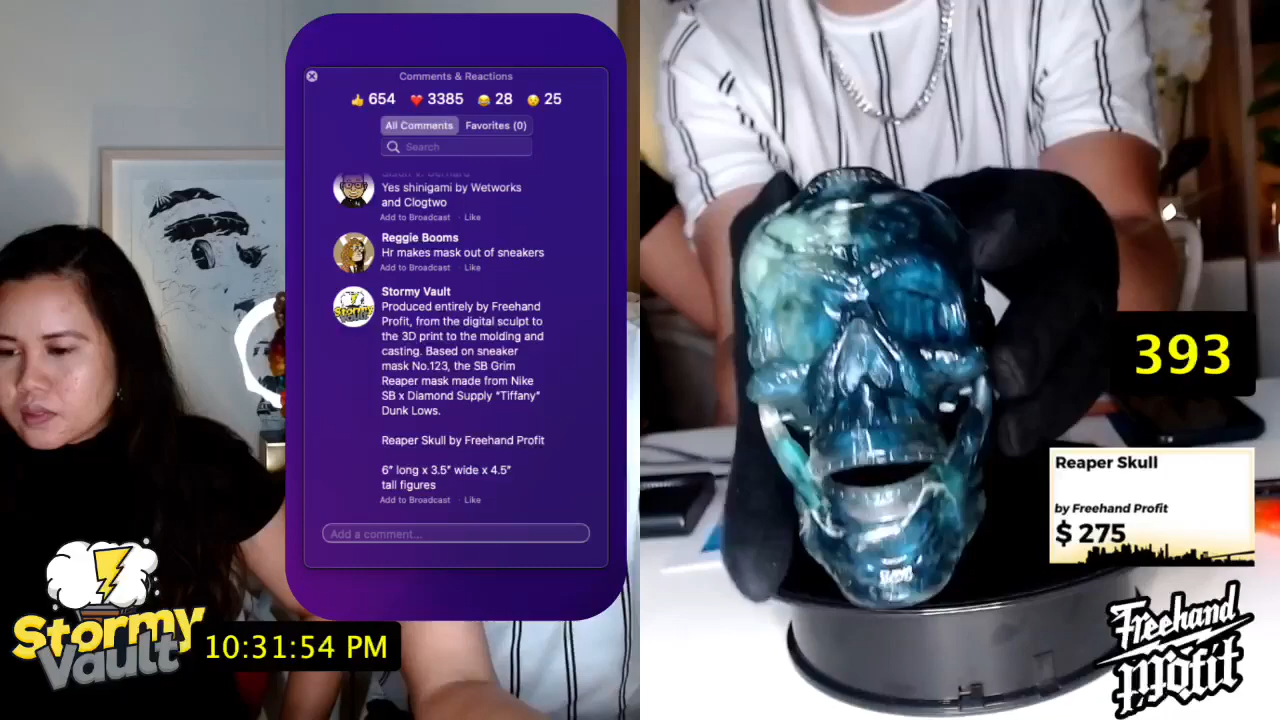 Comments & Reactions
654 3385 28 25
All Comments Favorites (0)
Search
Yes shinigami by Wetworks
and Clogtwo
Add to Broadcast · Like
Reggie Booms
Hr makes mask out of sneakers
Add to Broadcast · Like
Stormy Vault
Produced entirely by Freehand
Profit, from the digital sculpt to
the 3D print to the molding and
casting. Based on sneaker
mask No.123, the SB Grim
Reaper mask made from Nike
SB x Diamond Supply "Tiffany"
Dunk Lows.
Reaper Skull by Freehand Profit
6" long x 3.5" wide x 4.5"
tall figures
Add to Broadcast · Like
Add a comment...
Stormy
Vault
10:31:54 PM
393
Reaper Skull
by Freehand Profit
$ 275
Freehand
Profit